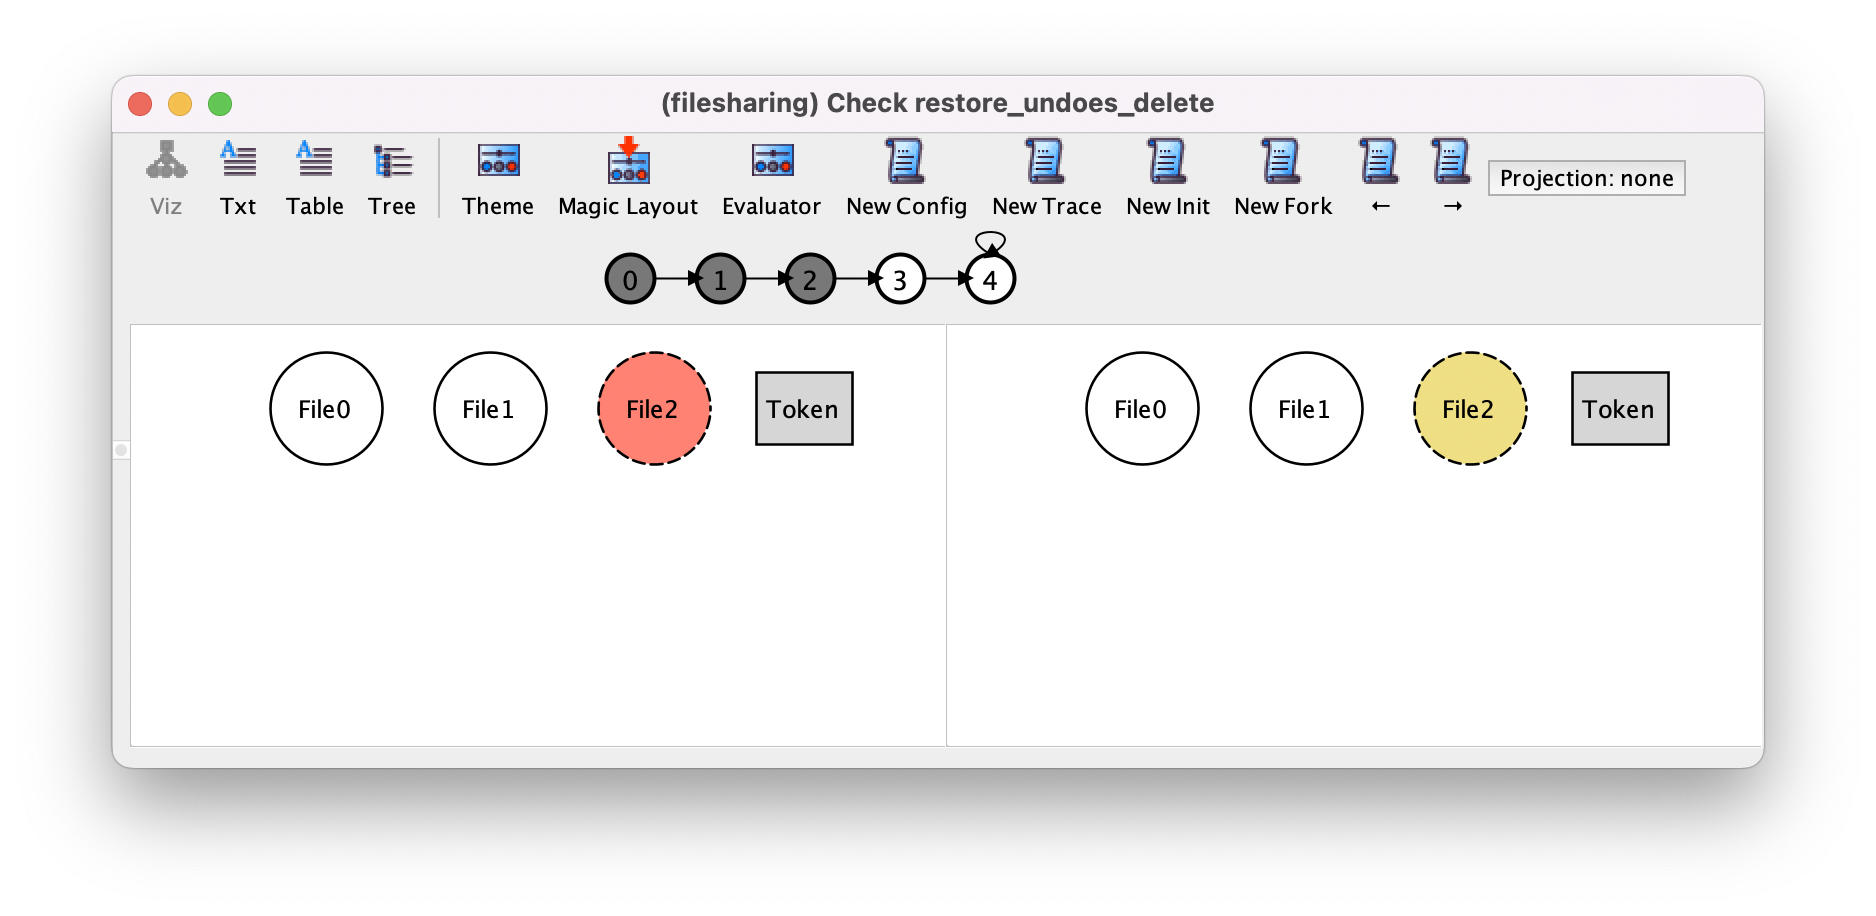 (filesharing) Check restore_undoes_delete
Viz Txt Table Tree Theme Magic Layout Evaluator New Config New Trace New Init New Fork ← → Projection: none
0 1 2 3 4
File0 File1 File2 Token File0 File1 File2 Token